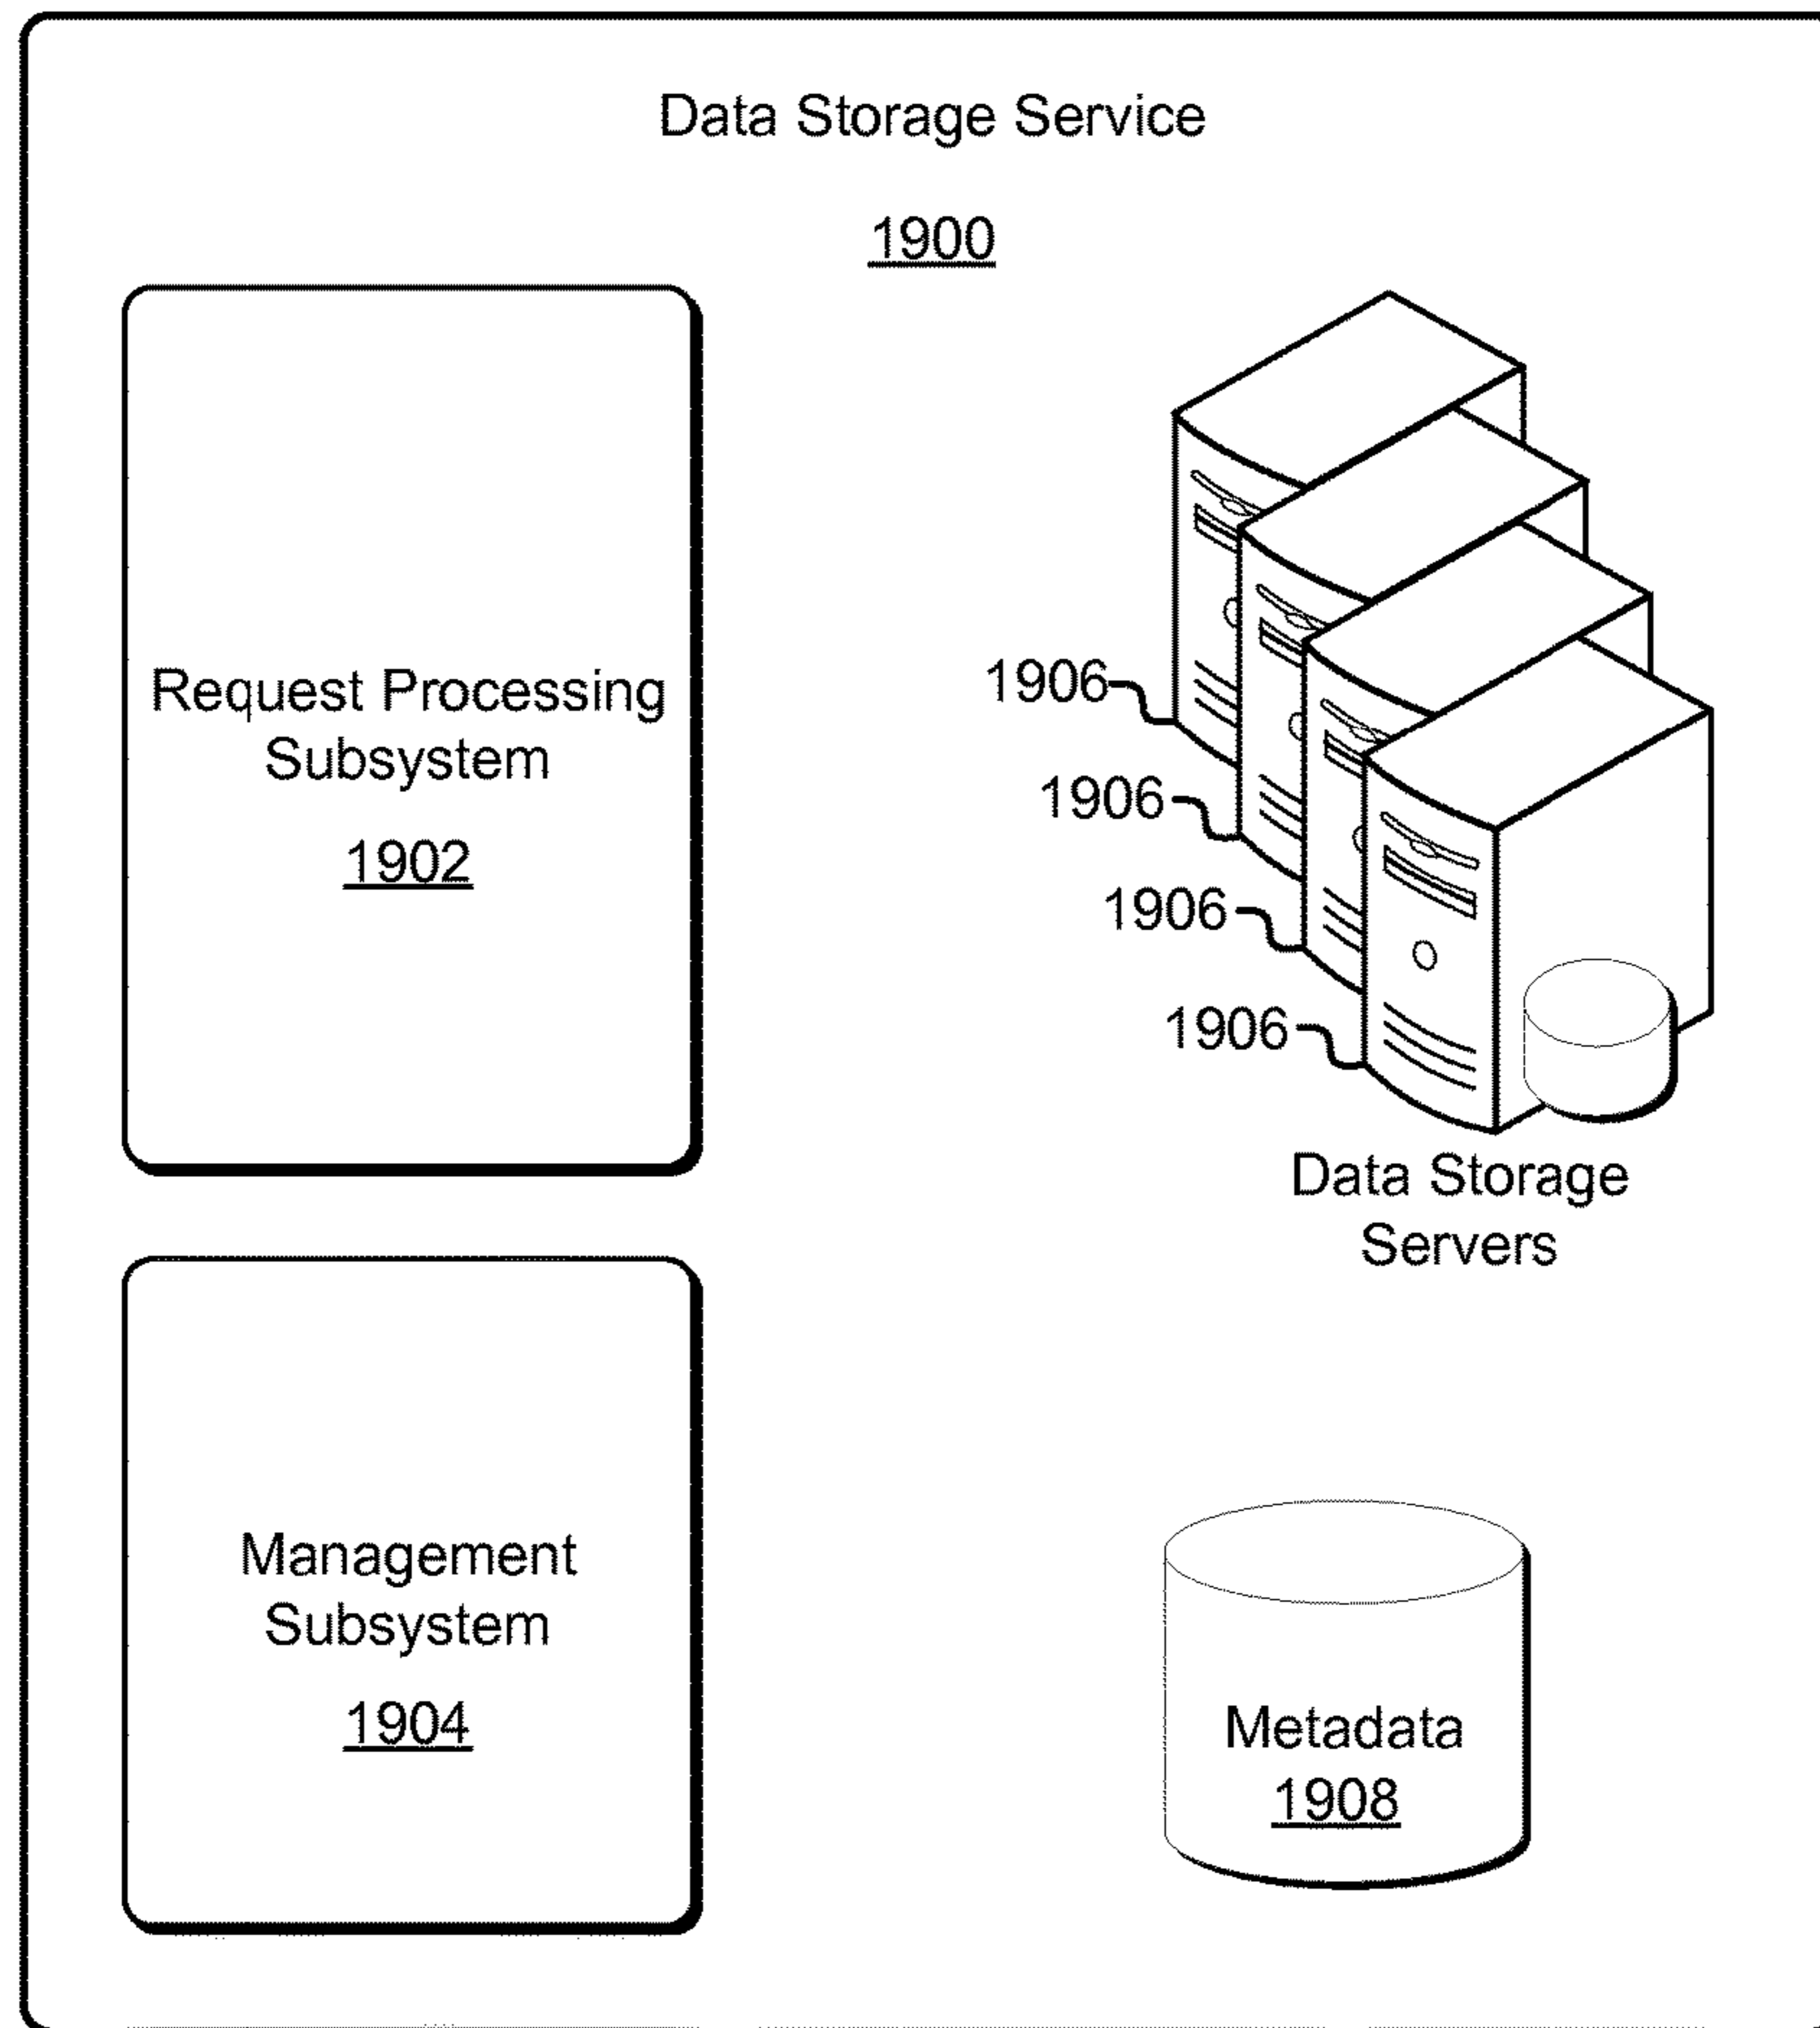 Data Storage Service
1900
Request Processing
Subsystem
1902
1906
1906
1906
1906
Data Storage
Servers
Management
Subsystem
1904
Metadata
1908